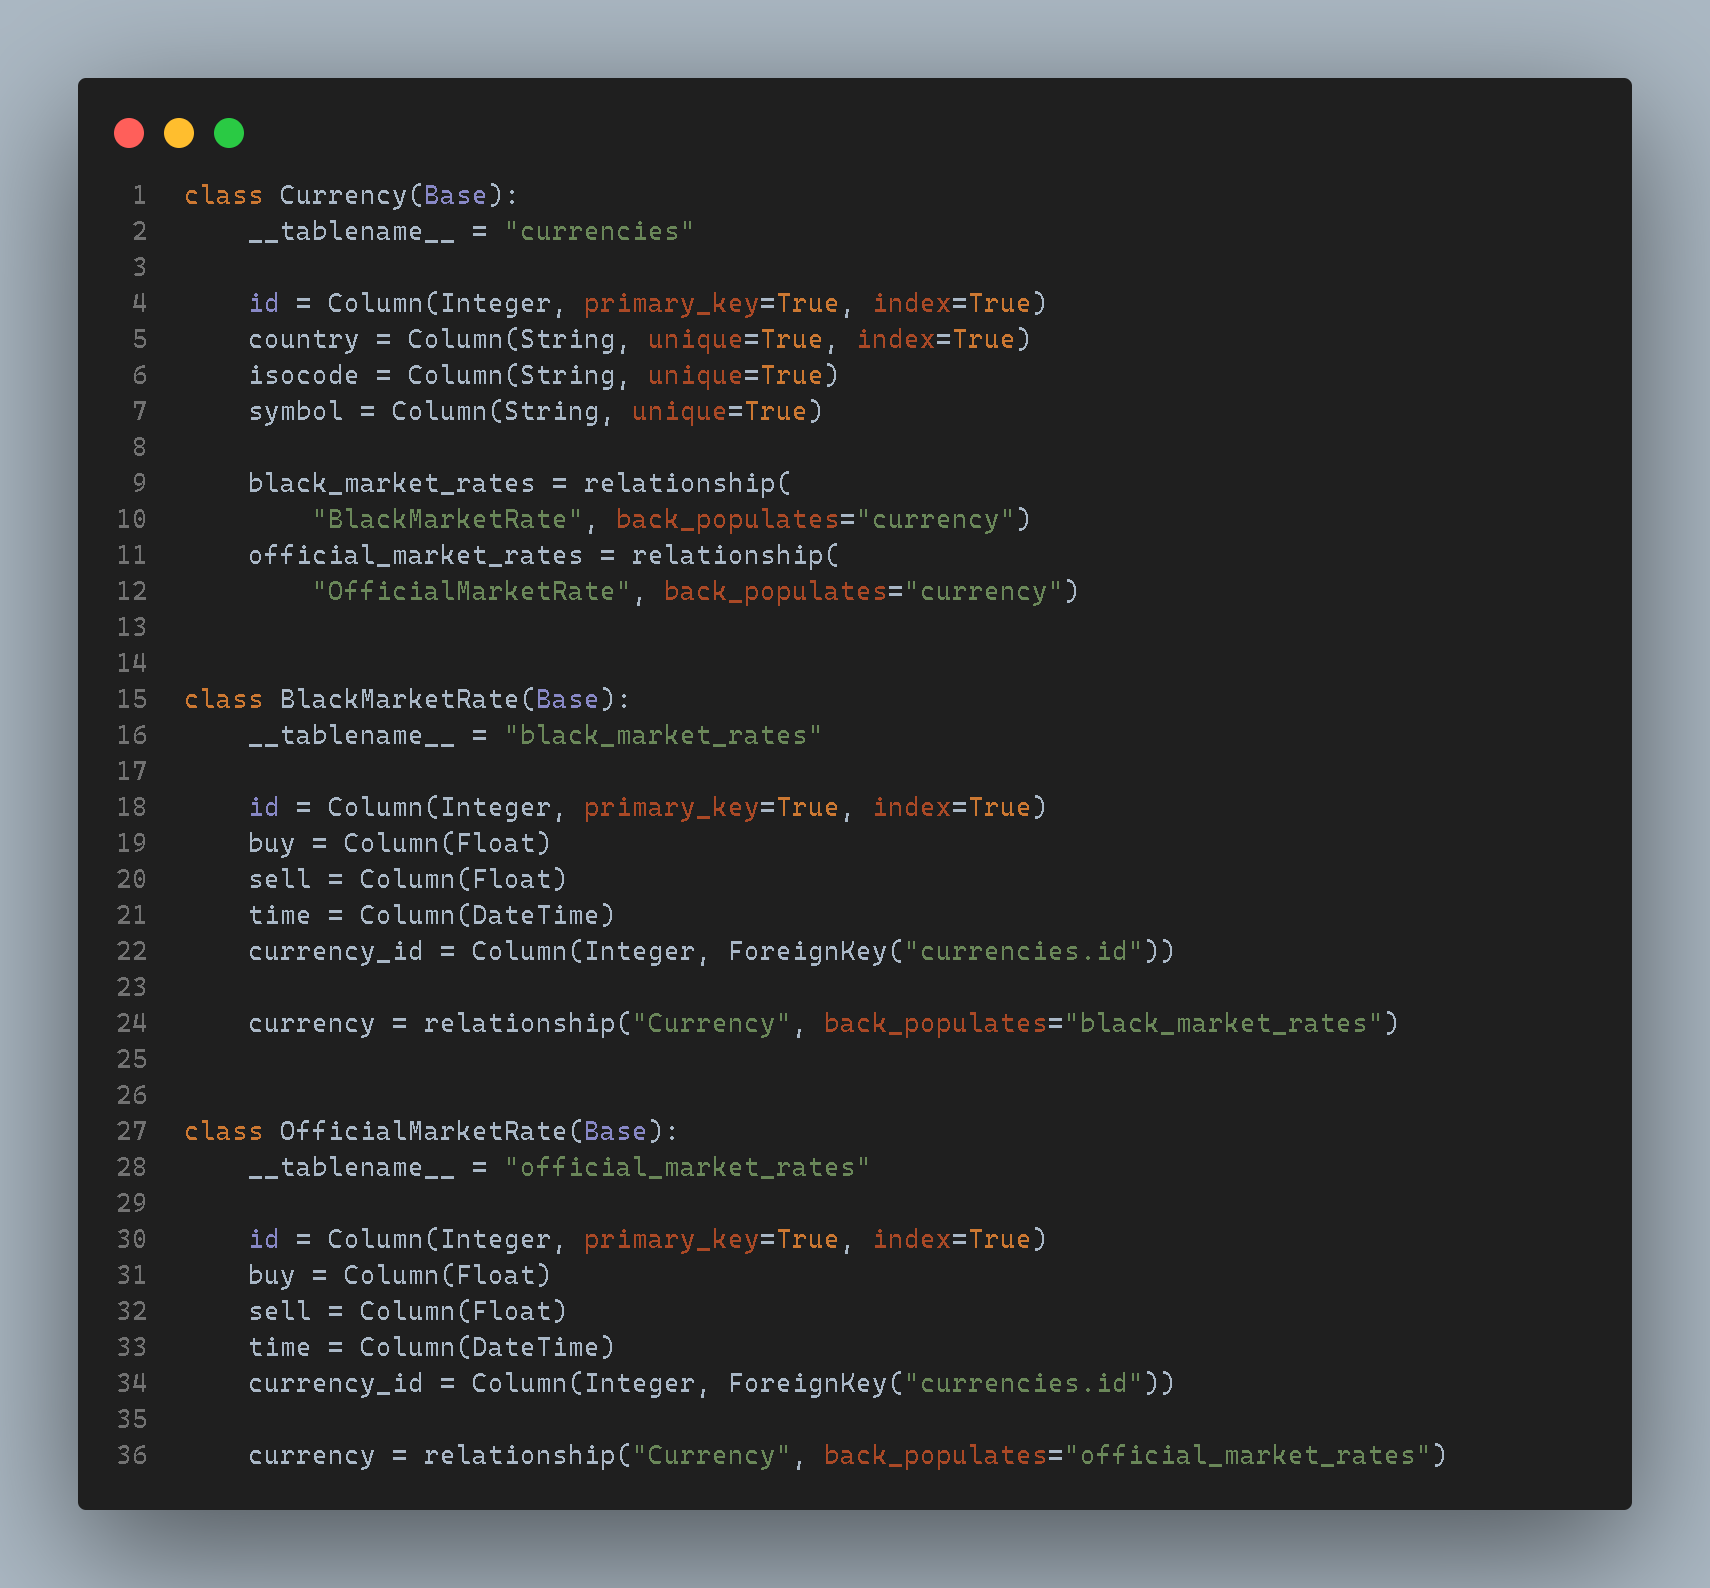 1 class Currency(Base):
2     __tablename__ = "currencies"
3
4     id = Column(Integer, primary_key=True, index=True)
5     country = Column(String, unique=True, index=True)
6     isocode = Column(String, unique=True)
7     symbol = Column(String, unique=True)
8
9     black_market_rates = relationship(
10         "BlackMarketRate", back_populates="currency")
11     official_market_rates = relationship(
12         "OfficialMarketRate", back_populates="currency")
13
14
15 class BlackMarketRate(Base):
16     __tablename__ = "black_market_rates"
17
18     id = Column(Integer, primary_key=True, index=True)
19     buy = Column(Float)
20     sell = Column(Float)
21     time = Column(DateTime)
22     currency_id = Column(Integer, ForeignKey("currencies.id"))
23
24     currency = relationship("Currency", back_populates="black_market_rates")
25
26
27 class OfficialMarketRate(Base):
28     __tablename__ = "official_market_rates"
29
30     id = Column(Integer, primary_key=True, index=True)
31     buy = Column(Float)
32     sell = Column(Float)
33     time = Column(DateTime)
34     currency_id = Column(Integer, ForeignKey("currencies.id"))
35
36     currency = relationship("Currency", back_populates="official_market_rates")